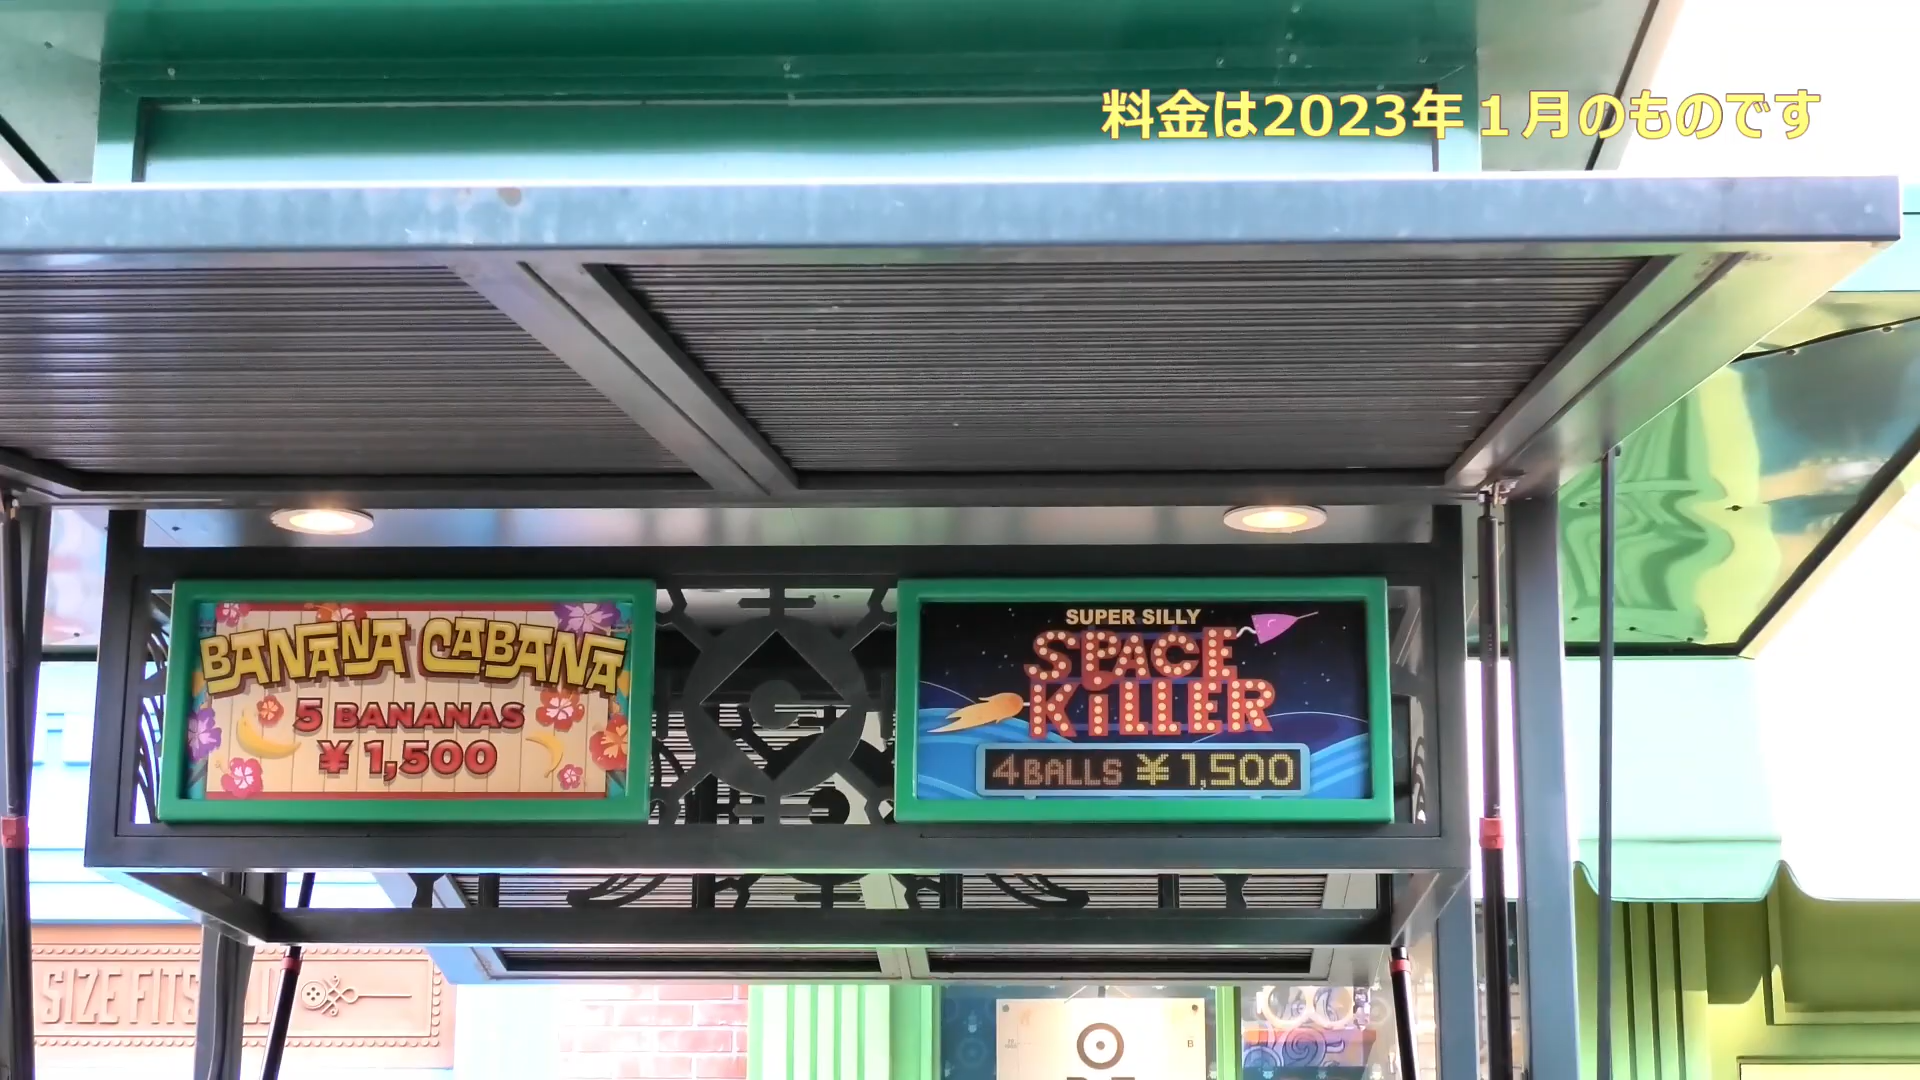 料金は2023年１月のものです
BANANA CABANA
5 BANANAS
¥ 1,500
SUPER SILLY
SPACE
KiLLER
4BALLS ¥ 1,500
SIZE FITS
B